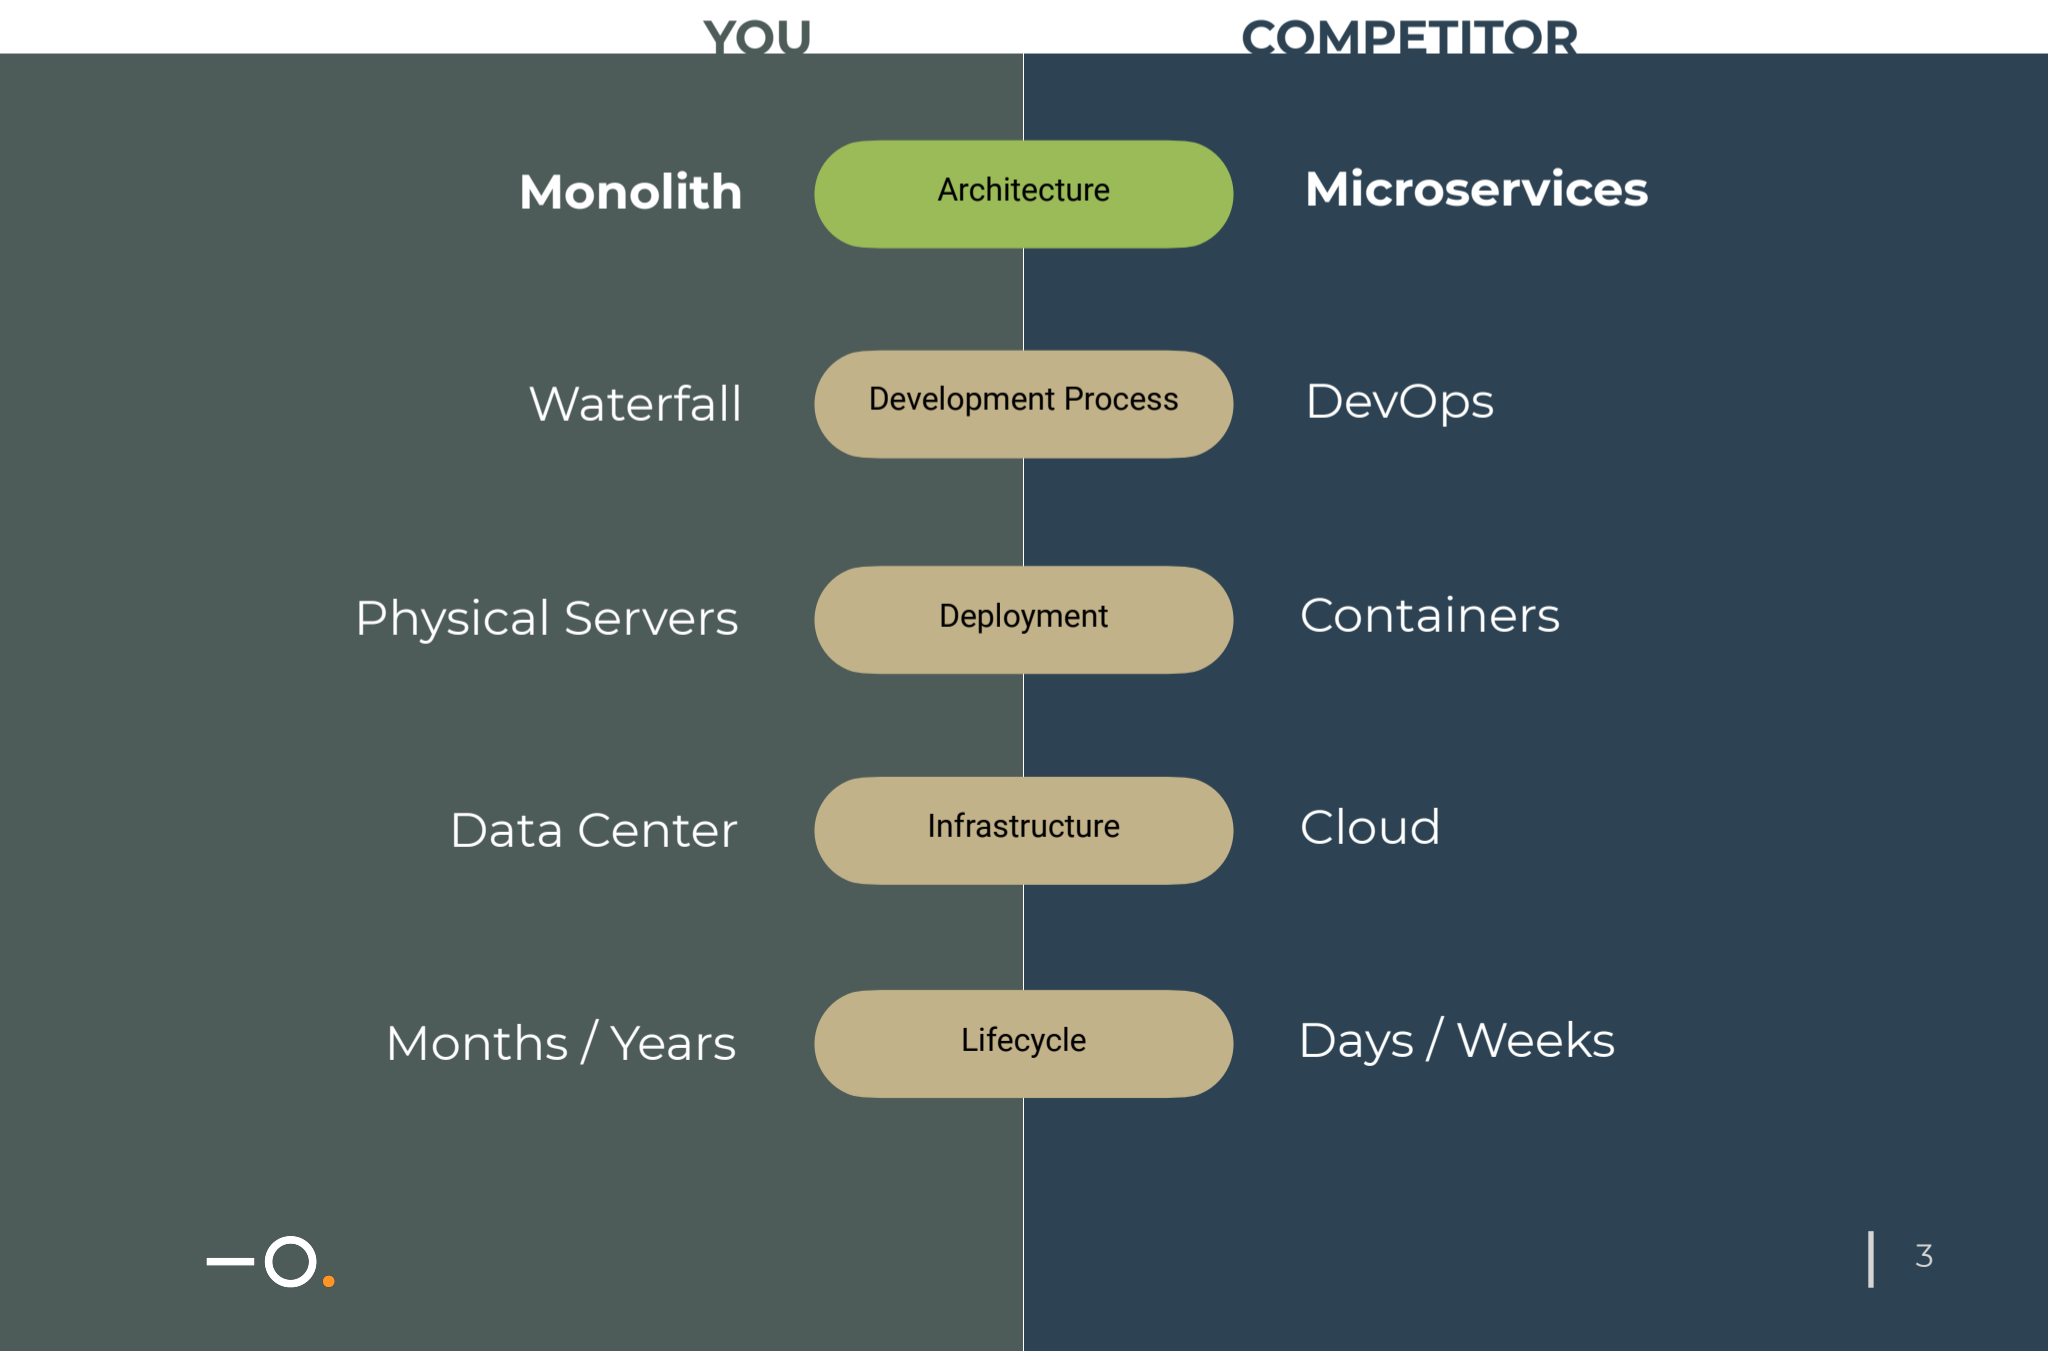 YOU
COMPETITOR
Monolith
Architecture
Microservices
Waterfall
Development Process
DevOps
Physical Servers
Deployment
Containers
Data Center
Infrastructure
Cloud
Months / Years
Lifecycle
Days / Weeks
3